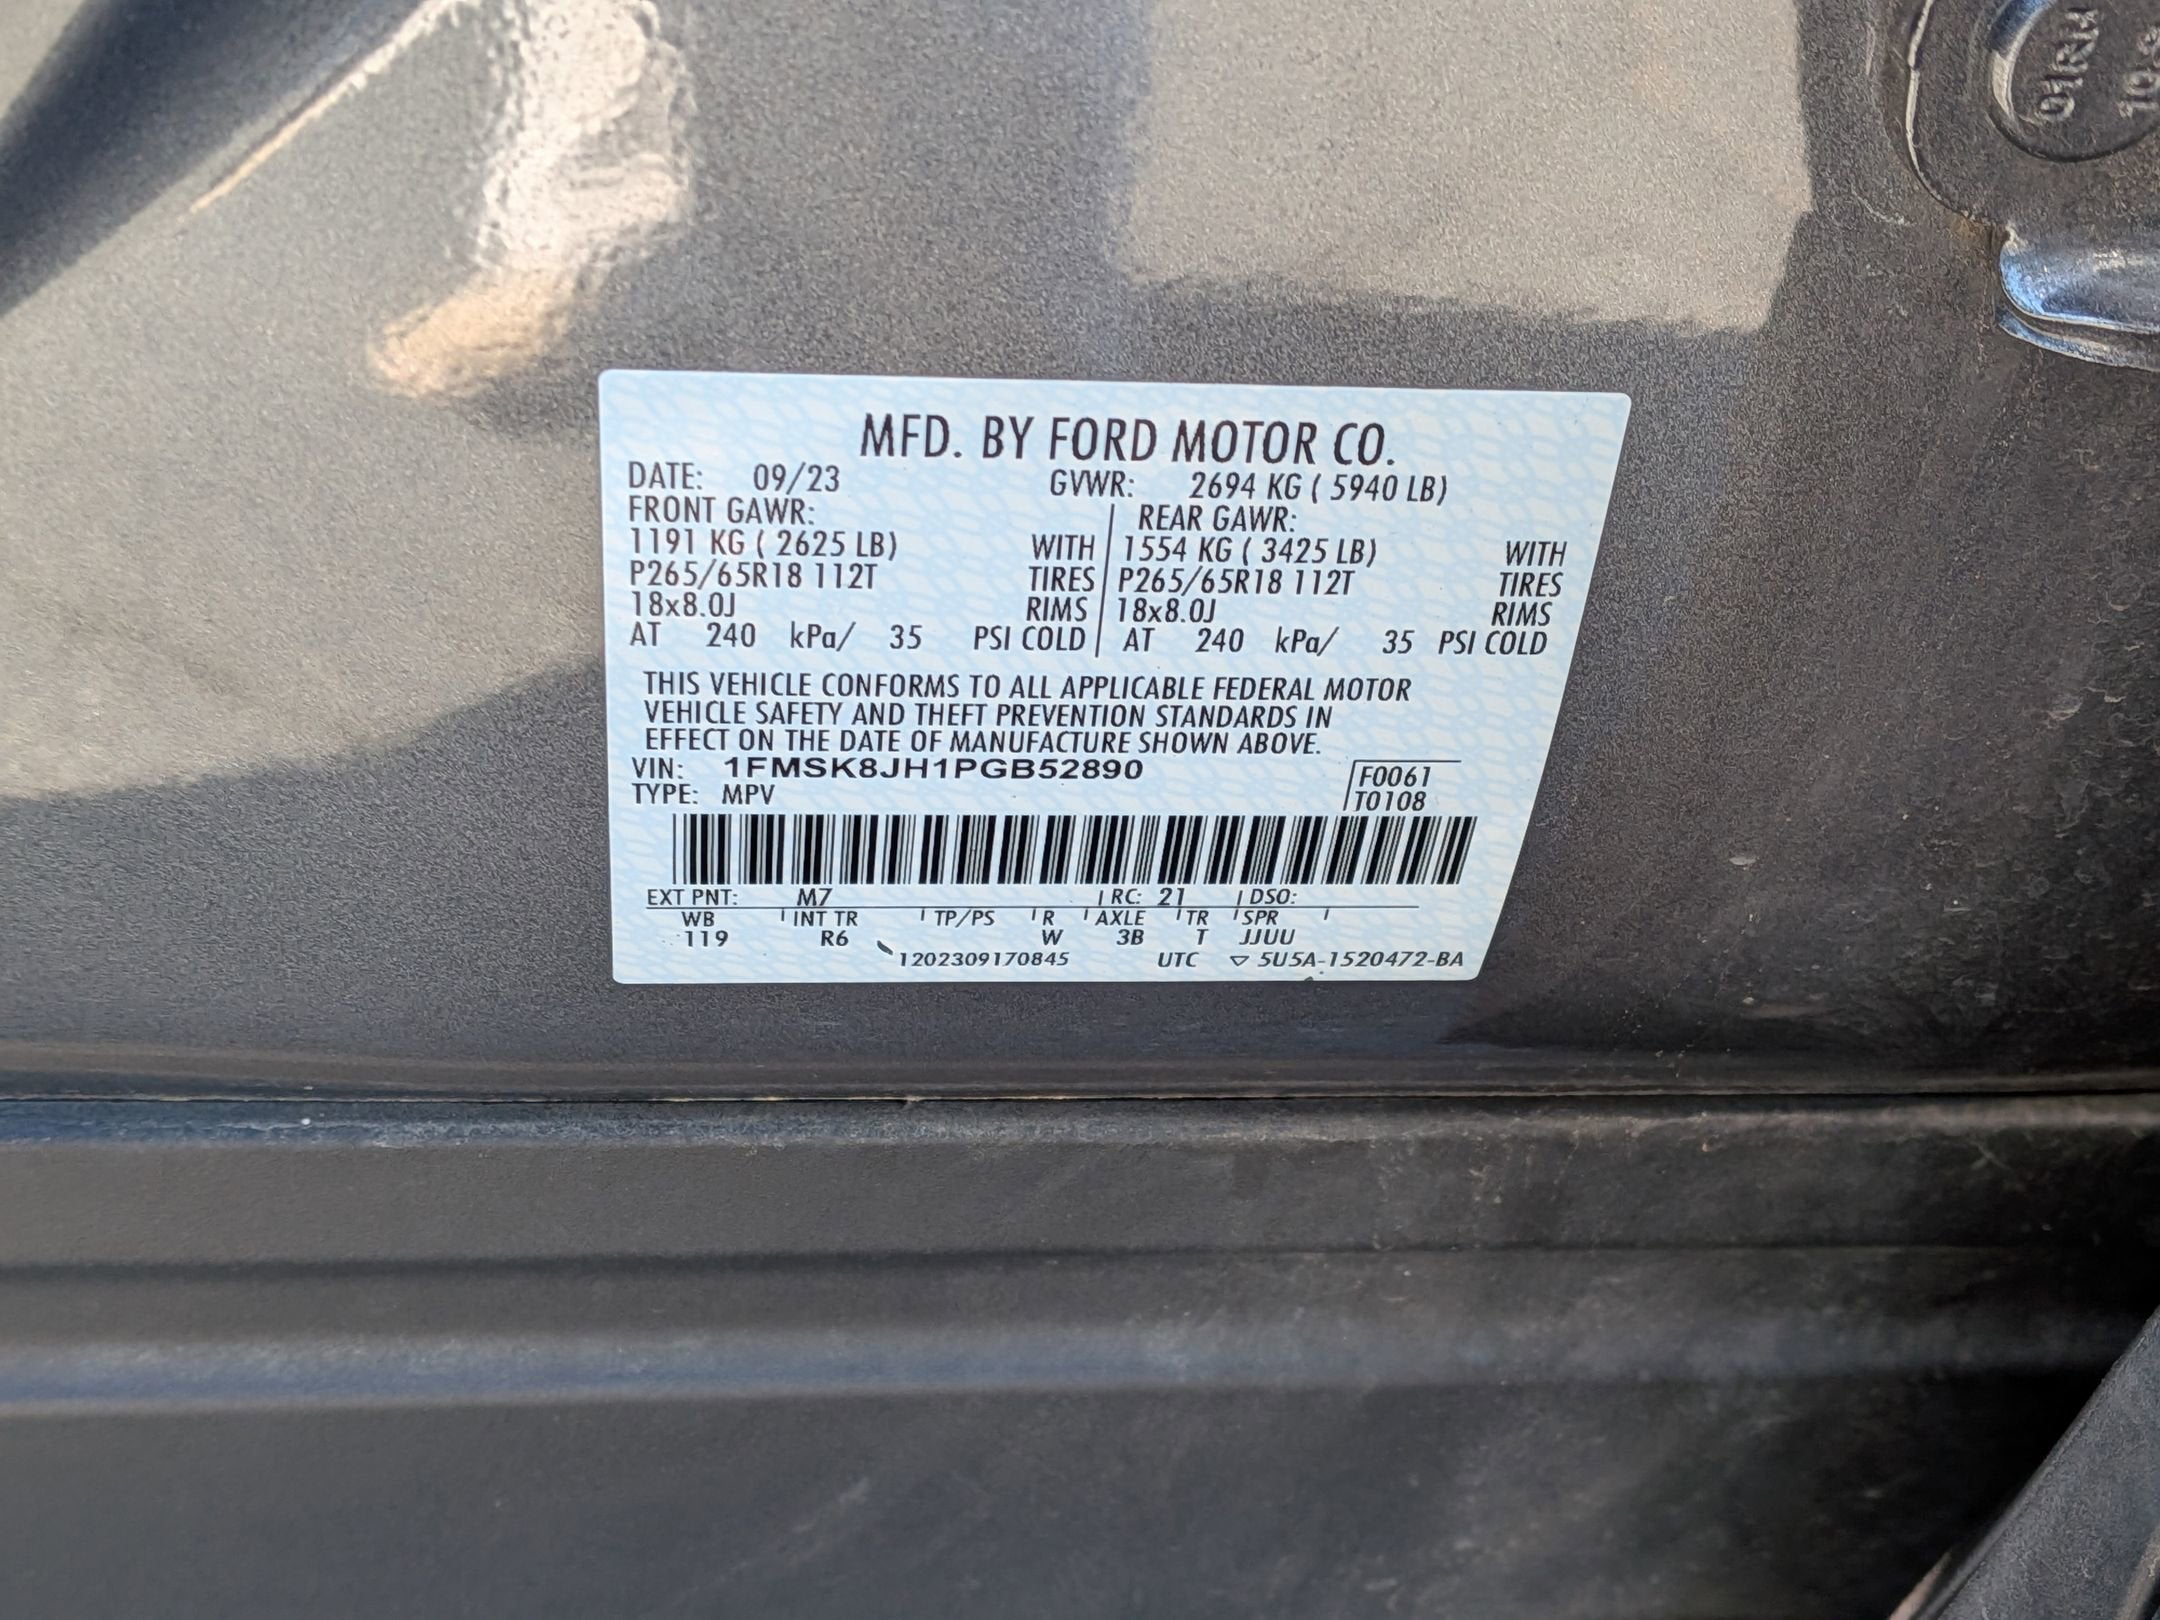 01RH
MFD. BY FORD MOTOR CO.
DATE: 09/23 GVWR: 2694 KG ( 5940 LB)
FRONT GAWR: REAR GAWR:
1191 KG ( 2625 LB) WITH 1554 KG ( 3425 LB) WITH
P265/65R18 112T TIRES P265/65R18 112T TIRES
18x8.0J RIMS 18x8.0J RIMS
AT 240 kPa/ 35 PSI COLD AT 240 kPa/ 35 PSI COLD
THIS VEHICLE CONFORMS TO ALL APPLICABLE FEDERAL MOTOR
VEHICLE SAFETY AND THEFT PREVENTION STANDARDS IN
EFFECT ON THE DATE OF MANUFACTURE SHOWN ABOVE.
VIN: 1FMSK8JH1PGB52890 F0061
TYPE: MPV T0108
EXT PNT: M7 RC: 21 DSO:
WB INT TR TP/PS R AXLE TR SPR
119 R6 W 3B T JJUU
1202309170845 UTC ▽ 5U5A-1520472-BA